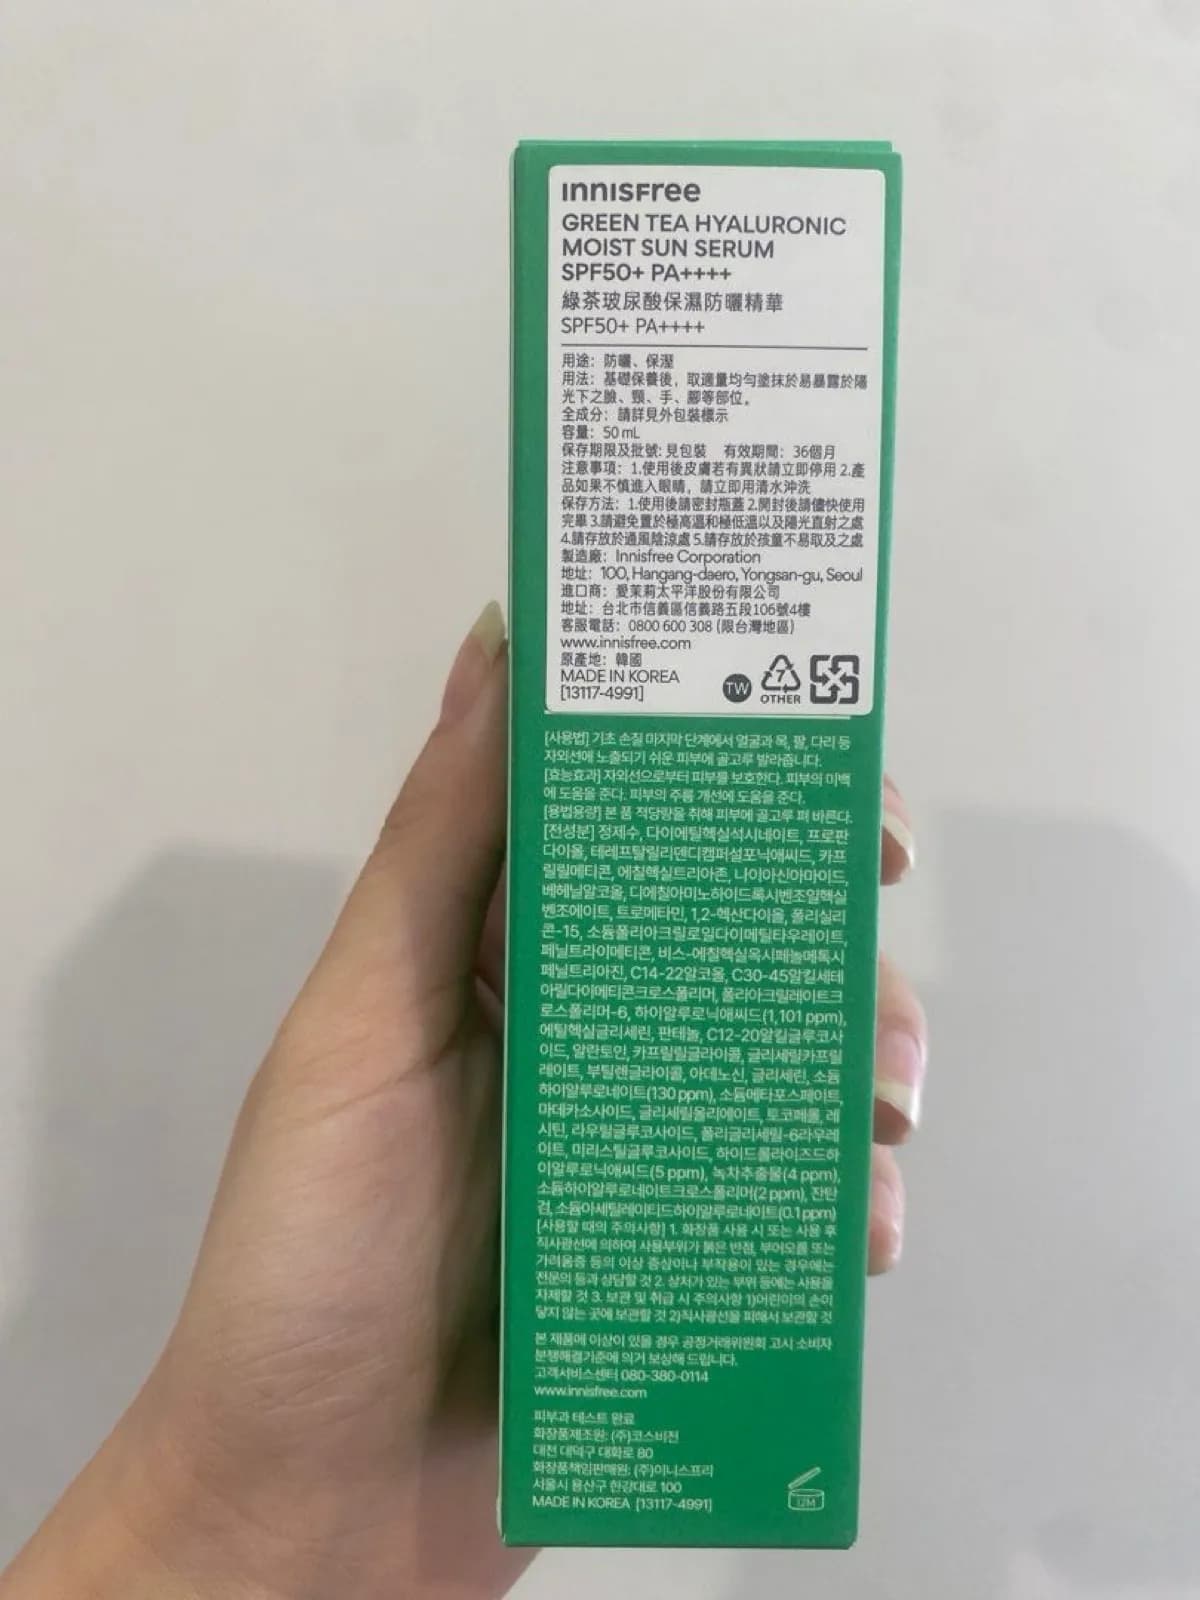 innisfree
GREEN TEA HYALURONIC
MOIST SUN SERUM
SPF50+ PA++++
綠茶玻尿酸保濕防曬精華
SPF50+ PA++++
用途：防曬、保溼
用法：基礎保養後，取適量均勻塗抹於易暴露於陽
光下之臉、頸、手、腳等部位。
全成分：請詳見外包裝標示
容量：50 mL
保存期限及批號: 見包裝 有效期間：36個月
注意事項：1.使用後皮膚若有異狀請立即停用 2.產
品如果不慎進入眼睛，請立即用清水沖洗
保存方法：1.使用後請密封瓶蓋 2.開封後請儘快使用
完畢 3.請避免置於極高溫和極低溫以及陽光直射之處
4.請存放於通風陰涼處 5.請存放於孩童不易取及之處
製造廠：Innisfree Corporation
地址：100, Hangang-daero, Yongsan-gu, Seoul
進口商：愛茉莉太平洋股份有限公司
地址：台北市信義區信義路五段106號4樓
客服電話：0800 600 308 (限台灣地區)
www.innisfree.com
原產地：韓國
MADE IN KOREA
[13117-4991]
TW
7
OTHER
[사용법] 기초 손질 마지막 단계에서 얼굴과 목, 팔, 다리 등
자외선에 노출되기 쉬운 피부에 골고루 발라줍니다.
[효능효과] 자외선으로부터 피부를 보호한다. 피부의 미백
에 도움을 준다. 피부의 주름 개선에 도움을 준다.
[용법용량] 본 품 적당량을 취해 피부에 골고루 펴 바른다.
[전성분] 정제수, 다이에틸헥실석시네이트, 프로판
다이올, 테레프탈릴리덴디캠퍼설포닉애씨드, 카프
릴릴메티콘, 에칠헥실트리아존, 나이아신아마이드,
베헤닐알코올, 디에칠아미노하이드록시벤조일헥실
벤조에이트, 트로메타민, 1,2-헥산다이올, 폴리실리
콘-15, 소듐폴리아크릴로일다이메틸타우레이트,
페닐트라이메티콘, 비스-에칠헥실옥시페놀메톡시
페닐트리아진, C14-22알코올, C30-45알킬세테
아릴다이메티콘크로스폴리머, 폴리아크릴레이트크
로스폴리머-6, 하이알루로닉애씨드(1,101 ppm),
에틸헥실글리세린, 판테놀, C12-20알킬글루코사
이드, 알란토인, 카프릴릴글라이콜, 글리세릴카프릴
레이트, 부틸렌글라이콜, 아데노신, 글리세린, 소듐
하이알루로네이트(130 ppm), 소듐메타포스페이트,
마데카소사이드, 글리세릴올리에이트, 토코페롤, 레
시틴, 라우릴글루코사이드, 폴리글리세릴-6라우레
이트, 미리스틸글루코사이드, 하이드롤라이즈드하
이알루로닉애씨드(5 ppm), 녹차추출물(4 ppm),
소듐하이알루로네이트크로스폴리머(2 ppm), 잔탄
검, 소듐아세틸레이티드하이알루로네이트(0.1 ppm)
[사용할 때의 주의사항] 1. 화장품 사용 시 또는 사용 후
직사광선에 의하여 사용부위가 붉은 반점, 부어오름 또는
가려움증 등의 이상 증상이나 부작용이 있는 경우에는
전문의 등과 상담할 것 2. 상처가 있는 부위 등에는 사용을
자제할 것 3. 보관 및 취급 시 주의사항 1)어린이의 손이
닿지 않는 곳에 보관할 것 2)직사광선을 피해서 보관할 것
본 제품에 이상이 있을 경우 공정거래위원회 고시 소비자
분쟁해결기준에 의거 보상해 드립니다.
고객서비스센터 080-380-0114
www.innisfree.com
피부과 테스트 완료
화장품제조원: (주)코스비전
대전 대덕구 대화로 80
화장품책임판매원: (주)이니스프리
서울시 용산구 한강대로 100
MADE IN KOREA [13117-4991]
12M